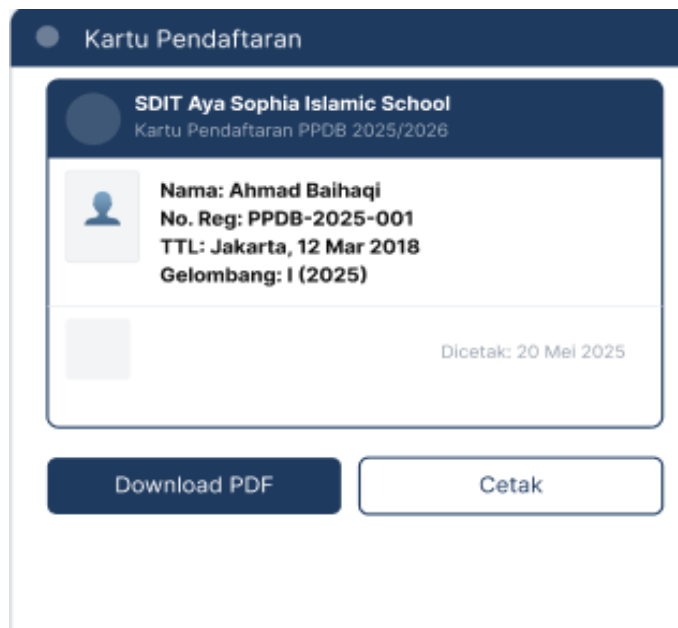 Kartu Pendaftaran
SDIT Aya Sophia Islamic School
Kartu Pendaftaran PPDB 2025/2026
Nama: Ahmad Baihaqi
No. Reg: PPDB-2025-001
TTL: Jakarta, 12 Mar 2018
Gelombang: I (2025)
Dicetak: 20 Mei 2025
Download PDF
Cetak